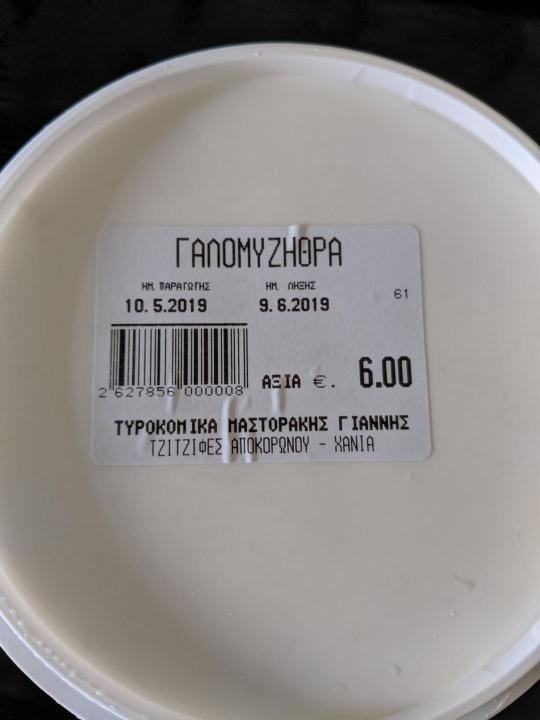 ΓΑΛΟΜΥΖΗΘΡΑ
ΗΜ. ΠΑΡΑΓΩΓΗΣ ΗΜ. ΛΗΞΗΣ
10.5.2019 9.6.2019 61
2 627856 000008
ΑΞΙΑ €. 6.00
ΤΥΡΟΚΟΜΙΚΑ ΜΑΣΤΟΡΑΚΗΣ ΓΙΑΝΝΗΣ
ΤΖΙΤΖΙΦΕΣ ΑΠΟΚΟΡΩΝΟΥ - ΧΑΝΙΑ